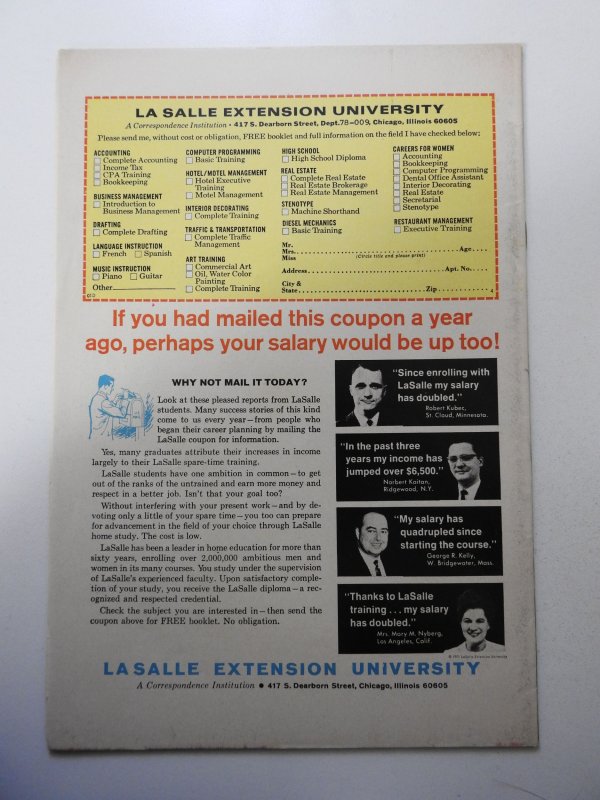 LA SALLE EXTENSION UNIVERSITY
A Correspondence Institution • 417 S. Dearborn Street, Dept. 78-009, Chicago, Illinois 60605
Please send me, without cost or obligation, FREE booklet and full information on the field I have checked below:
ACCOUNTING
Complete Accounting
Income Tax
CPA Training
Bookkeeping
BUSINESS MANAGEMENT
Introduction to
Business Management
DRAFTING
Complete Drafting
LANGUAGE INSTRUCTION
French Spanish
MUSIC INSTRUCTION
Piano Guitar
Other
COMPUTER PROGRAMMING
Basic Training
HOTEL/MOTEL MANAGEMENT
Hotel Executive
Training
Motel Management
INTERIOR DECORATING
Complete Training
TRAFFIC & TRANSPORTATION
Complete Traffic
Management
ART TRAINING
Commercial Art
Oil, Water Color
Painting
Complete Training
HIGH SCHOOL
High School Diploma
REAL ESTATE
Complete Real Estate
Real Estate Brokerage
Real Estate Management
STENOTYPE
Machine Shorthand
DIESEL MECHANICS
Basic Training
CAREERS FOR WOMEN
Accounting
Bookkeeping
Computer Programming
Dental Office Assistant
Interior Decorating
Real Estate
Secretarial
Stenotype
RESTAURANT MANAGEMENT
Executive Training
Mr.
Mrs. Age
Miss (Circle title and please print)
Address Apt. No.
City &
State Zip
4
If you had mailed this coupon a year
ago, perhaps your salary would be up too!
WHY NOT MAIL IT TODAY?
Look at these pleased reports from LaSalle
students. Many success stories of this kind
come to us every year—from people who
began their career planning by mailing the
LaSalle coupon for information.
Yes, many graduates attribute their increases in income
largely to their LaSalle spare-time training.
LaSalle students have one ambition in common—to get
out of the ranks of the untrained and earn more money and
respect in a better job. Isn't that your goal too?
Without interfering with your present work—and by de-
voting only a little of your spare time—you too can prepare
for advancement in the field of your choice through LaSalle
home study. The cost is low.
LaSalle has been a leader in home education for more than
sixty years, enrolling over 2,000,000 ambitious men and
women in its many courses. You study under the supervision
of LaSalle's experienced faculty. Upon satisfactory comple-
tion of your study, you receive the LaSalle diploma—a rec-
ognized and respected credential.
Check the subject you are interested in—then send the
coupon above for FREE booklet. No obligation.
"Since enrolling with
LaSalle my salary
has doubled."
Robert Kubec,
St. Cloud, Minnesota.
"In the past three
years my income has
jumped over $6,500."
Norbert Kaitan,
Ridgewood, N.Y.
"My salary has
quadrupled since
starting the course."
George R. Kelly,
W. Bridgewater, Mass.
"Thanks to LaSalle
training . . . my salary
has doubled."
Mrs. Mary M. Nyberg,
Los Angeles, Calif.
LA SALLE EXTENSION UNIVERSITY
A Correspondence Institution • 417 S. Dearborn Street, Chicago, Illinois 60605